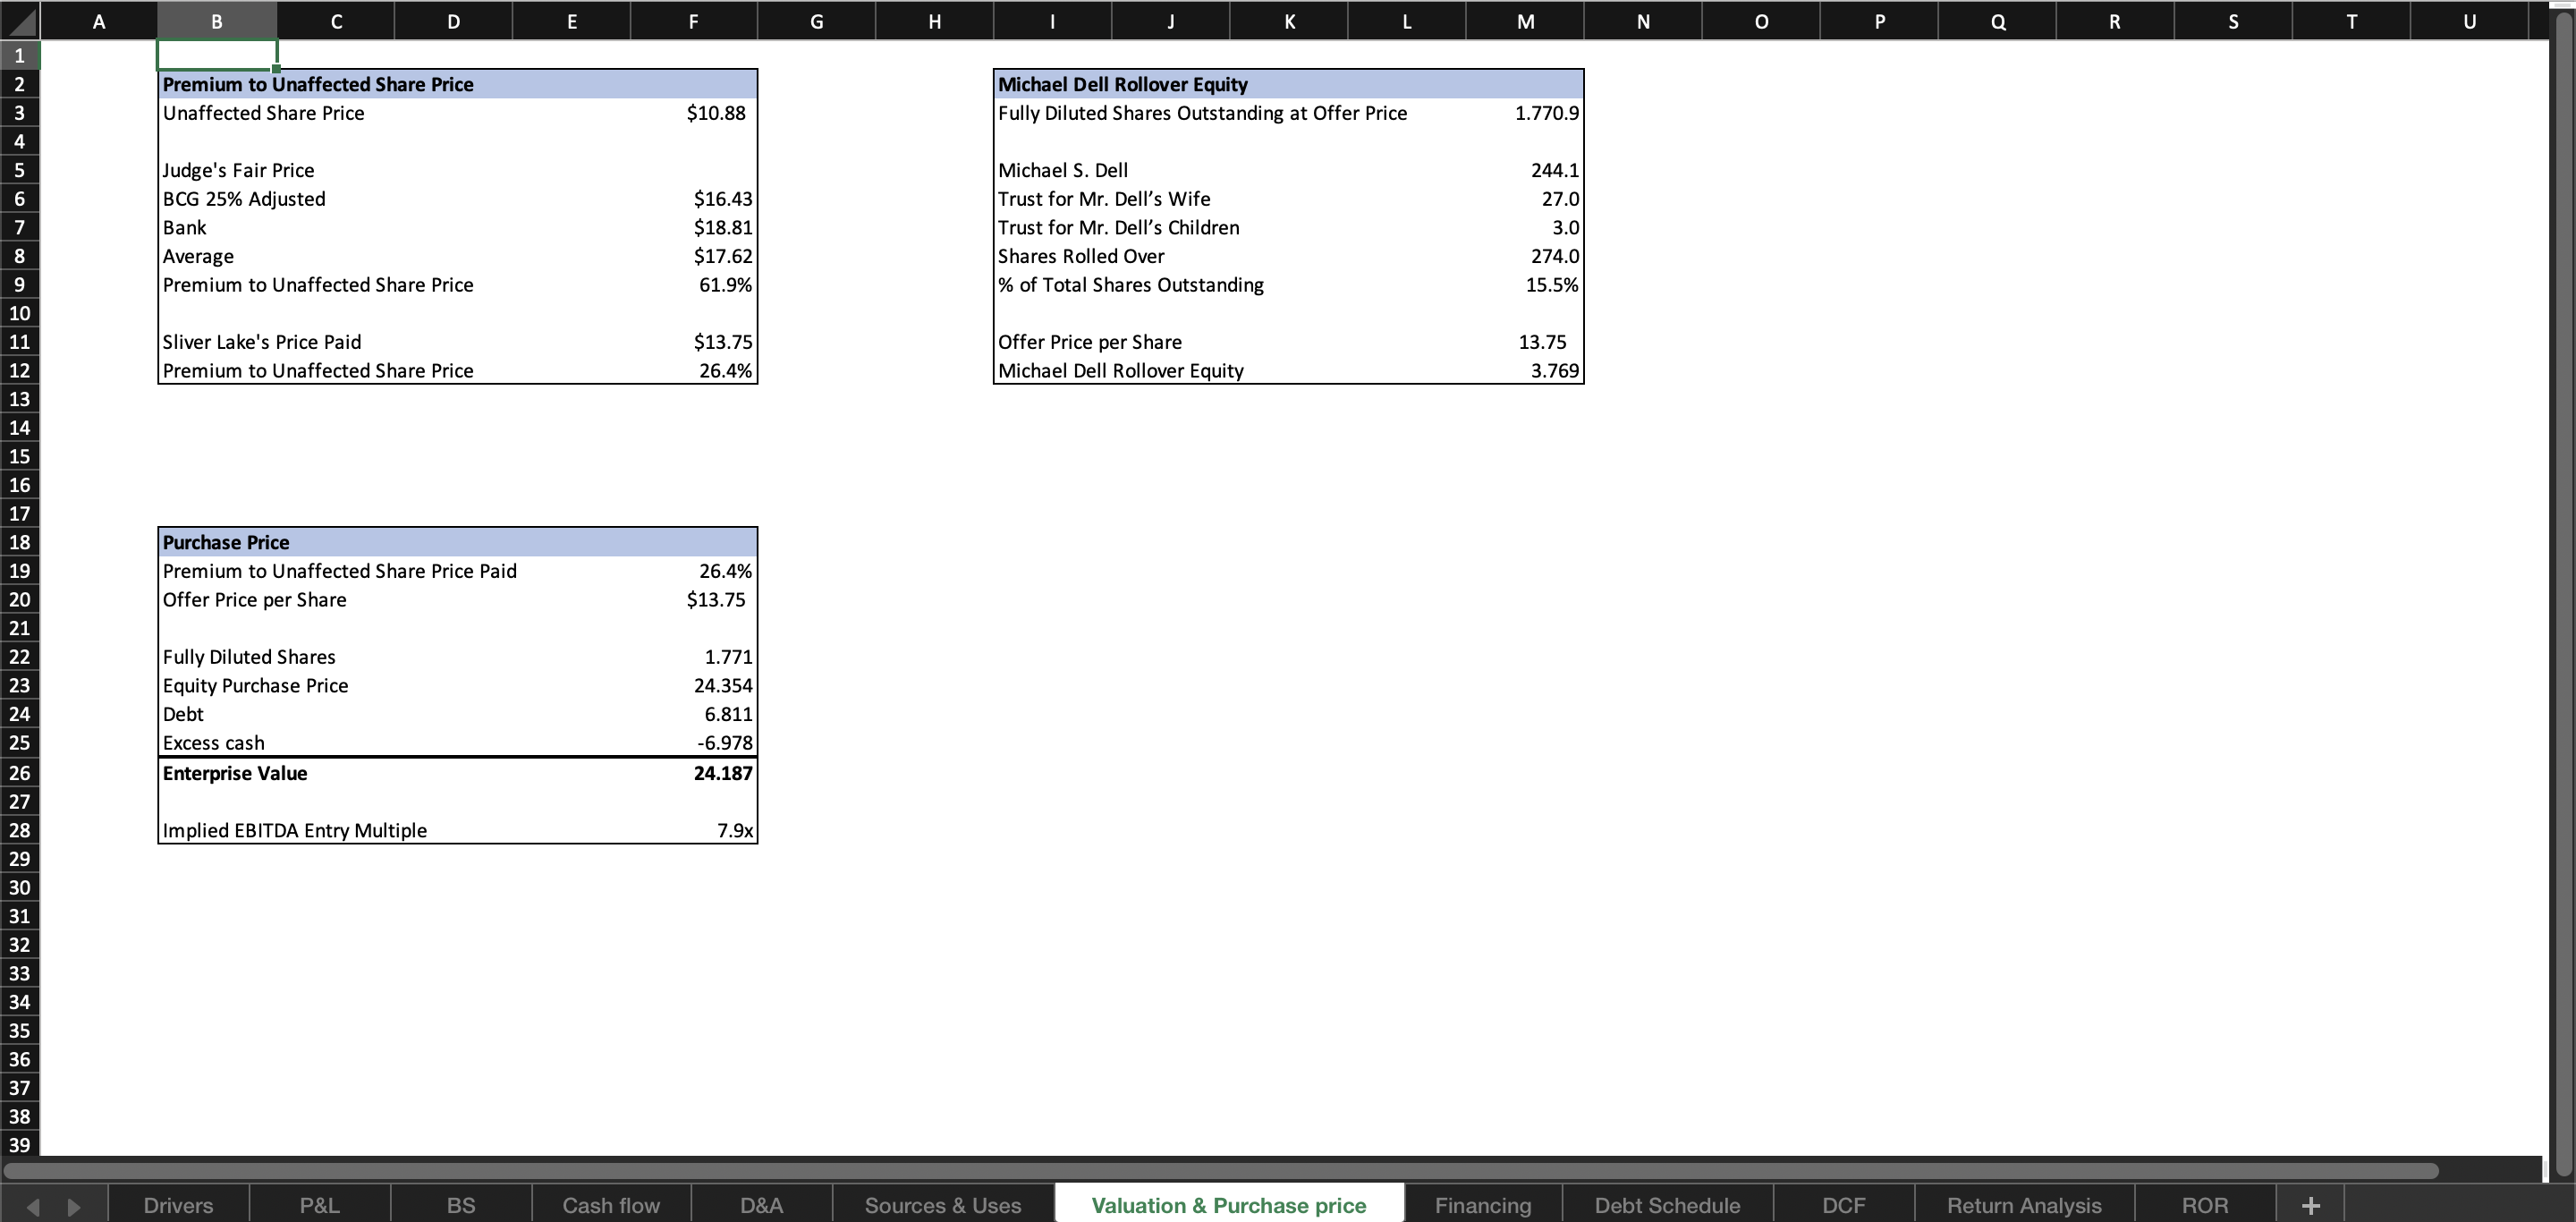 A B C D E F G H I J K L M N O P Q R S T U
1
2 Premium to Unaffected Share Price Michael Dell Rollover Equity
3 Unaffected Share Price $10.88 Fully Diluted Shares Outstanding at Offer Price 1.770.9
4
5 Judge's Fair Price Michael S. Dell 244.1
6 BCG 25% Adjusted $16.43 Trust for Mr. Dell’s Wife 27.0
7 Bank $18.81 Trust for Mr. Dell’s Children 3.0
8 Average $17.62 Shares Rolled Over 274.0
9 Premium to Unaffected Share Price 61.9% % of Total Shares Outstanding 15.5%
10
11 Sliver Lake's Price Paid $13.75 Offer Price per Share 13.75
12 Premium to Unaffected Share Price 26.4% Michael Dell Rollover Equity 3.769
13
14
15
16
17
18 Purchase Price
19 Premium to Unaffected Share Price Paid 26.4%
20 Offer Price per Share $13.75
21
22 Fully Diluted Shares 1.771
23 Equity Purchase Price 24.354
24 Debt 6.811
25 Excess cash -6.978
26 Enterprise Value 24.187
27
28 Implied EBITDA Entry Multiple 7.9x
29
30
31
32
33
34
35
36
37
38
39
Drivers P&L BS Cash flow D&A Sources & Uses Valuation & Purchase price Financing Debt Schedule DCF Return Analysis ROR +